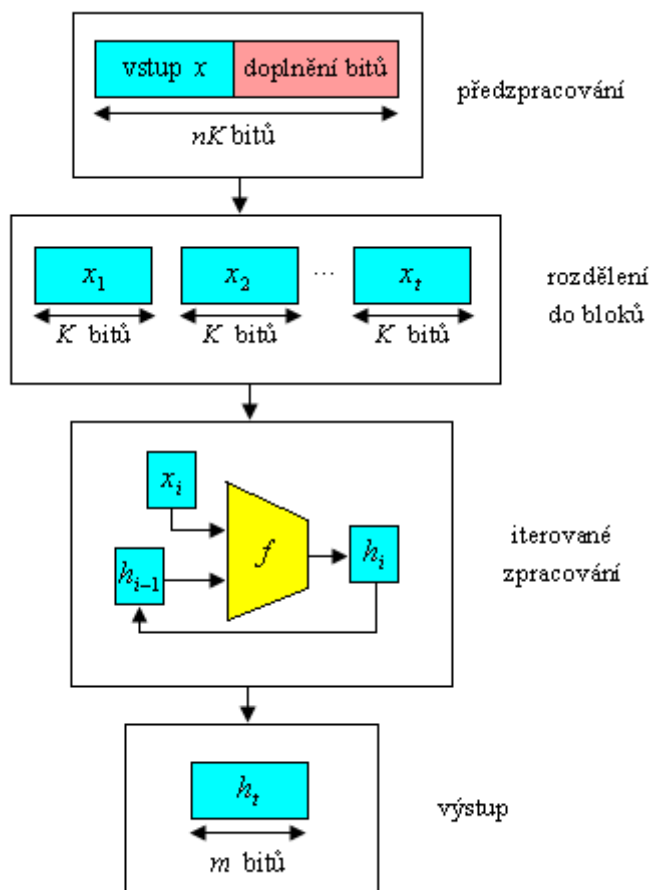 vstup x doplnění bitů
nK bitů
předzpracování
x₁ x₂ ... xₜ
K bitů K bitů K bitů
rozdělení
do bloků
xᵢ
f
hᵢ₋₁
hᵢ
iterované
zpracování
hₜ
m bitů
výstup